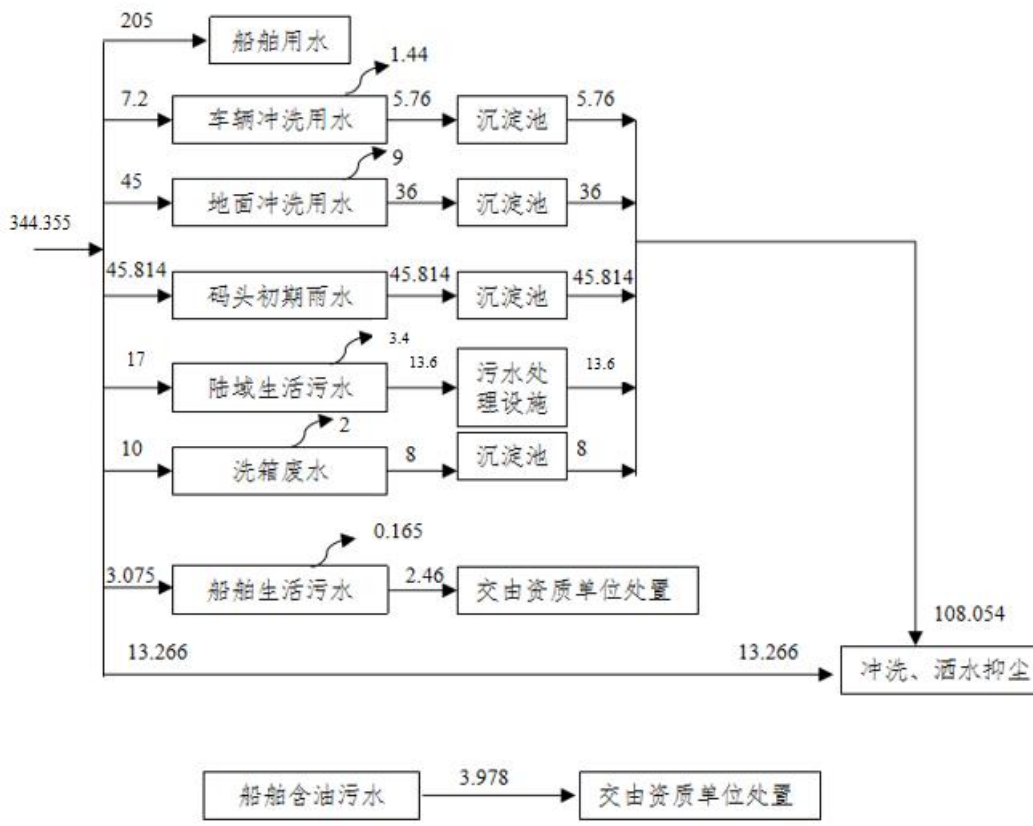 205
船舶用水
1.44
7.2
车辆冲洗用水
5.76
沉淀池
5.76
9
45
地面冲洗用水
36
沉淀池
36
344.355
45.814
码头初期雨水
45.814
沉淀池
45.814
3.4
17
陆域生活污水
13.6
污水处
理设施
13.6
2
10
洗箱废水
8
沉淀池
8
0.165
3.075
船舶生活污水
2.46
交由资质单位处置
108.054
13.266
13.266
冲洗、洒水抑尘
船舶含油污水
3.978
交由资质单位处置